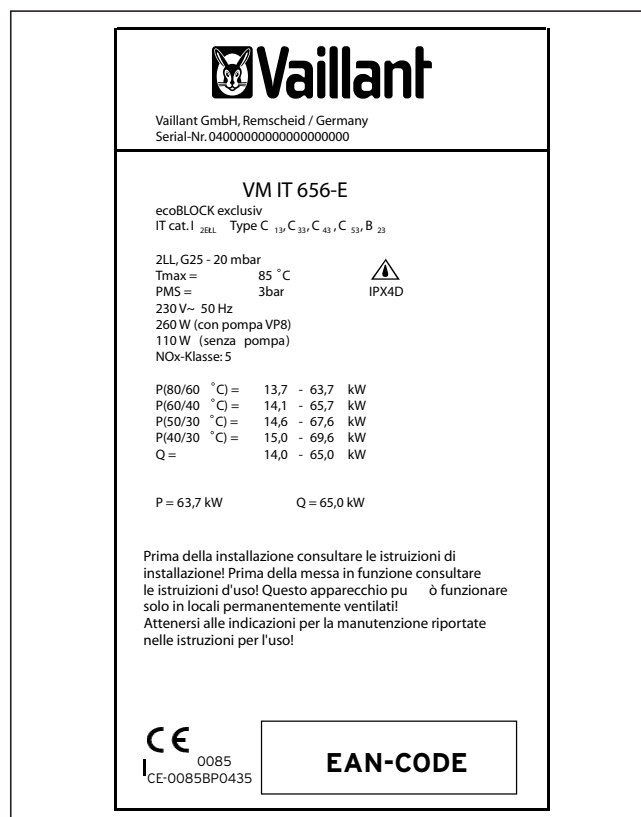 Vaillant
Vaillant GmbH, Remscheid / Germany
Serial-Nr. 04000000000000000000
VM IT 656-E
ecoBLOCK exclusiv
IT cat. I 2ELL Type C 13, C 33, C 43, C 53, B 23
2LL, G25 - 20 mbar
Tmax = 85 °C
PMS = 3bar IPX4D
230 V~ 50 Hz
260 W (con pompa VP8)
110 W (senza pompa)
NOx-Klasse: 5
P(80/60 °C) = 13,7 - 63,7 kW
P(60/40 °C) = 14,1 - 65,7 kW
P(50/30 °C) = 14,6 - 67,6 kW
P(40/30 °C) = 15,0 - 69,6 kW
Q = 14,0 - 65,0 kW
P = 63,7 kW Q = 65,0 kW
Prima della installazione consultare le istruizioni di
installazione! Prima della messa in funzione consultare
le istruizioni d'uso! Questo apparecchio pu ò funzionare
solo in locali permanentemente ventilati!
Attenersi alle indicazioni per la manutenzione riportate
nelle istruzioni per l'uso!
CE
0085
CE-0085BP0435
EAN-CODE